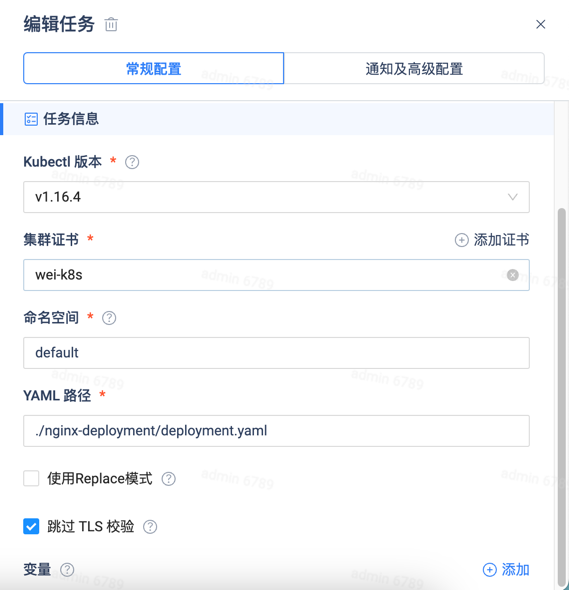 编辑任务
常规配置
通知及高级配置
任务信息
Kubectl 版本 *
v1.16.4
集群证书 *
添加证书
wei-k8s
命名空间 *
default
YAML 路径 *
./nginx-deployment/deployment.yaml
使用Replace模式
跳过 TLS 校验
变量
添加
admin 6789